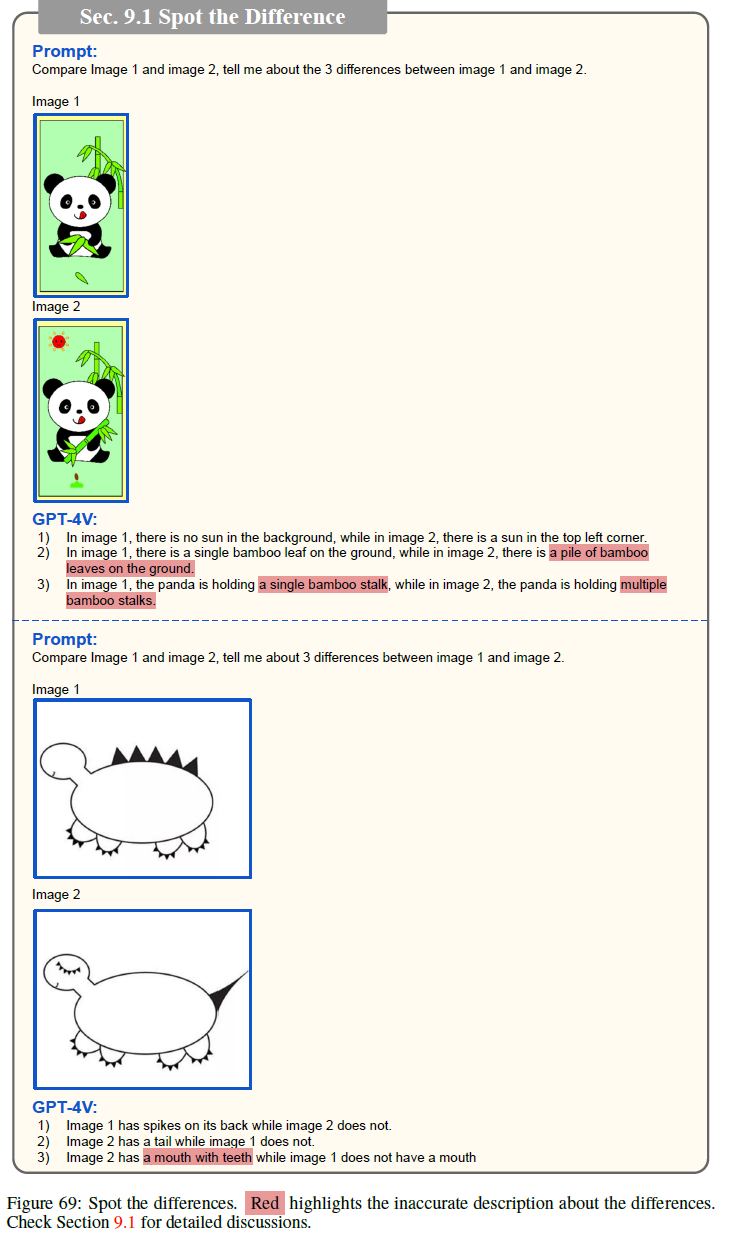 Sec. 9.1 Spot the Difference
Prompt:
Compare Image 1 and image 2, tell me about the 3 differences between image 1 and image 2.
Image 1
Image 2
GPT-4V:
1) In image 1, there is no sun in the background, while in image 2, there is a sun in the top left corner.
2) In image 1, there is a single bamboo leaf on the ground, while in image 2, there is a pile of bamboo
leaves on the ground.
3) In image 1, the panda is holding a single bamboo stalk, while in image 2, the panda is holding multiple
bamboo stalks.
Prompt:
Compare Image 1 and image 2, tell me about 3 differences between image 1 and image 2.
Image 1
Image 2
GPT-4V:
1) Image 1 has spikes on its back while image 2 does not.
2) Image 2 has a tail while image 1 does not.
3) Image 2 has a mouth with teeth while image 1 does not have a mouth
Figure 69: Spot the differences. Red highlights the inaccurate description about the differences.
Check Section 9.1 for detailed discussions.